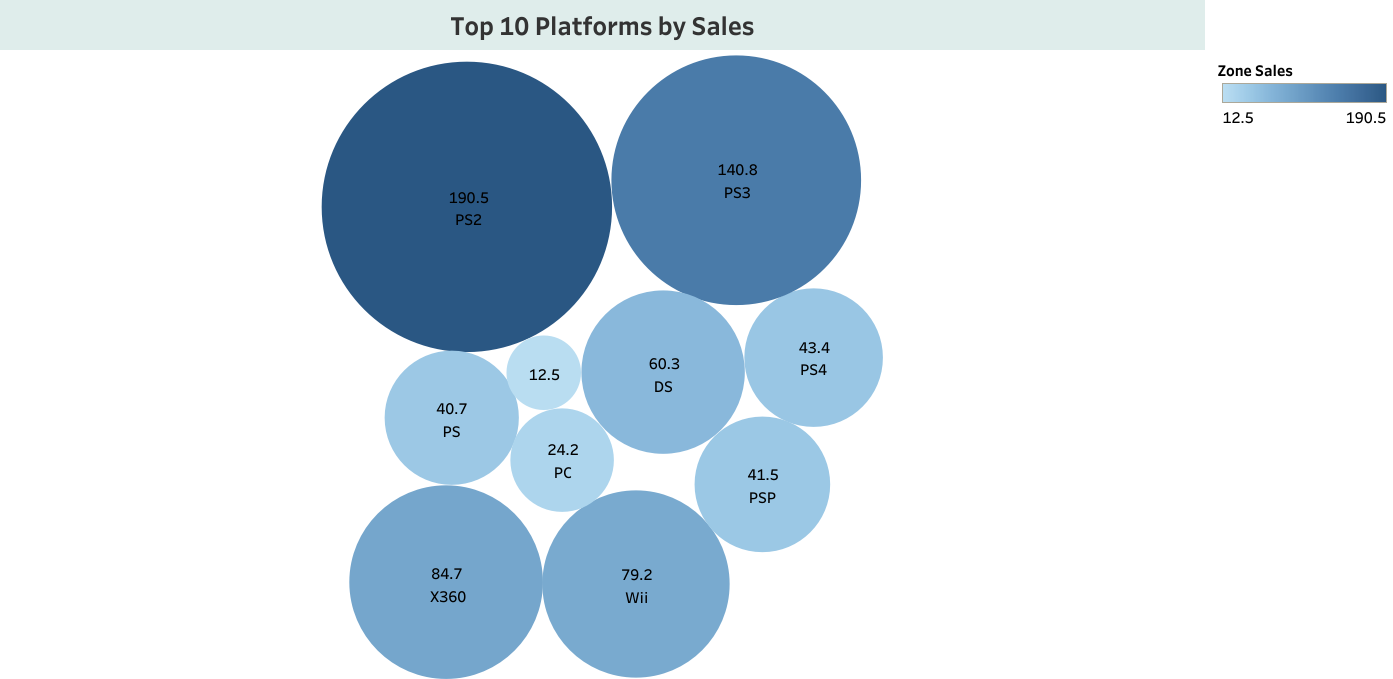 Top 10 Platforms by Sales
Zone Sales
12.5 190.5
190.5
PS2
140.8
PS3
43.4
PS4
60.3
DS
12.5
40.7
PS
24.2
PC
41.5
PSP
84.7
X360
79.2
Wii